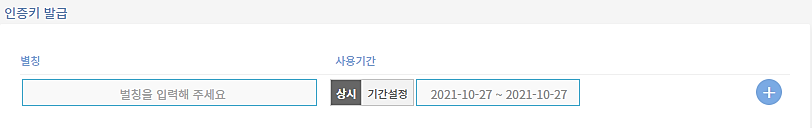 인증키 발급
별칭 사용기간
벌칭을 입력해 주세요 상시 기간설정 2021-10-27 ~ 2021-10-27